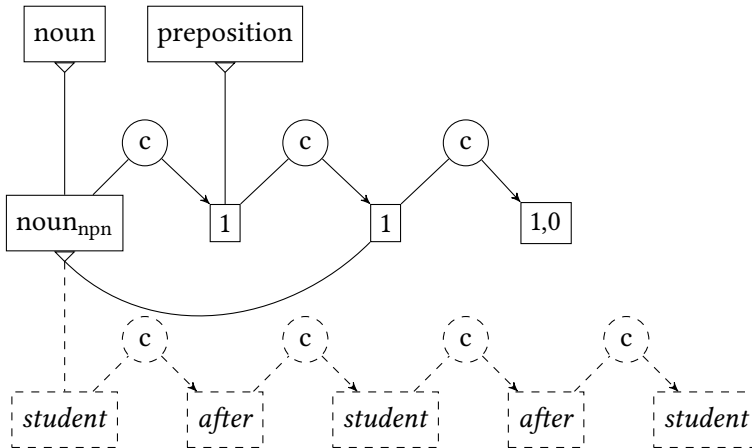 noun preposition
c c c
noun_npn 1 1 1,0
c c c c
student after student after student